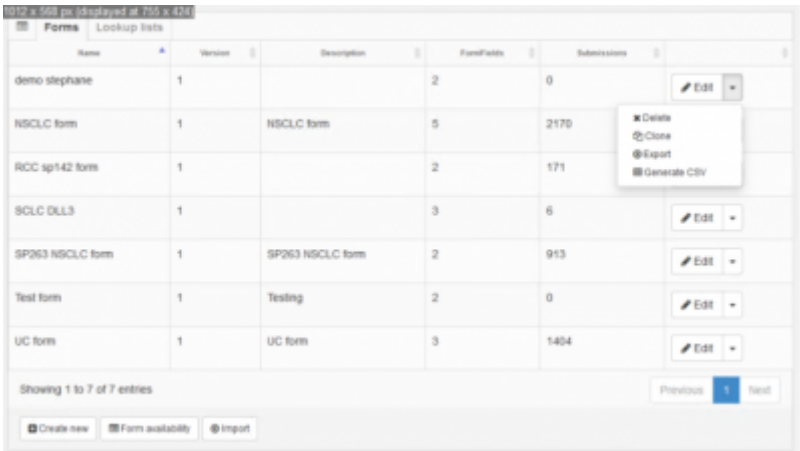 1012 x 568 px (displayed at 755 x 424)
Forms Lookup lists
Name Version Description FormFields Submissions
demo stephane 1 2 0 Edit
NSCLC form 1 NSCLC form 5 2170
Delete
Clone
Export
Generate CSV
RCC sp142 form 1 2 171
SCLC DLL3 1 3 6 Edit
SP263 NSCLC form 1 SP263 NSCLC form 2 913 Edit
Test form 1 Testing 2 0 Edit
UC form 1 UC form 3 1404 Edit
Showing 1 to 7 of 7 entries Previous 1 Next
Create new Form availability Import